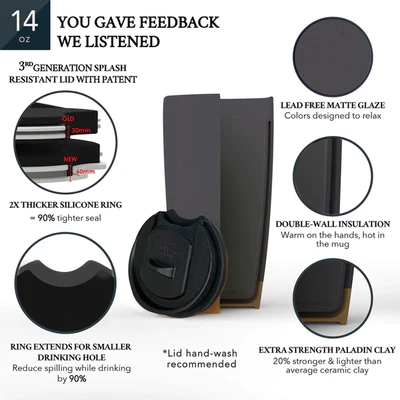 14
OZ
YOU GAVE FEEDBACK
WE LISTENED
3RD GENERATION SPLASH
RESISTANT LID WITH PATENT
OLD
30mm
NEW
60mm
2X THICKER SILICONE RING
= 90% tighter seal
RING EXTENDS FOR SMALLER
DRINKING HOLE
Reduce spilling while drinking
by 90%
*Lid hand-wash
recommended
LEAD FREE MATTE GLAZE
Colors designed to relax
DOUBLE-WALL INSULATION
Warm on the hands, hot in
the mug
EXTRA STRENGTH PALADIN CLAY
20% stronger & lighter than
average ceramic clay